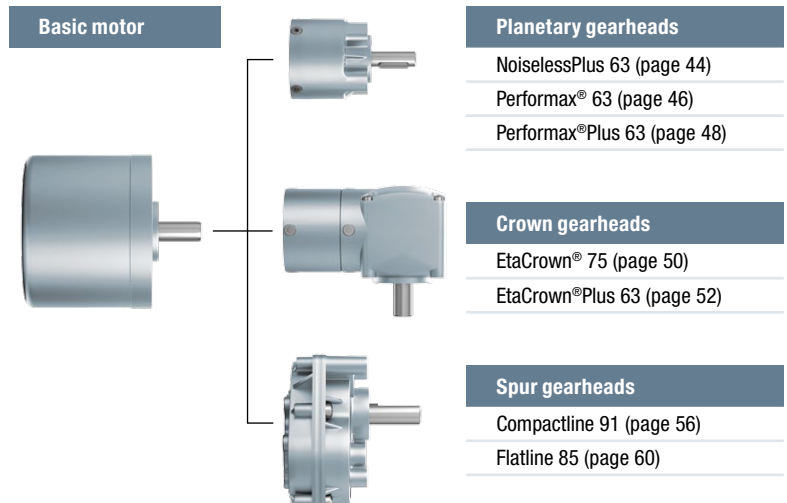 Basic motor
Planetary gearheads
NoiselessPlus 63 (page 44)
Performax® 63 (page 46)
Performax®Plus 63 (page 48)
Crown gearheads
EtaCrown® 75 (page 50)
EtaCrown®Plus 63 (page 52)
Spur gearheads
Compactline 91 (page 56)
Flatline 85 (page 60)